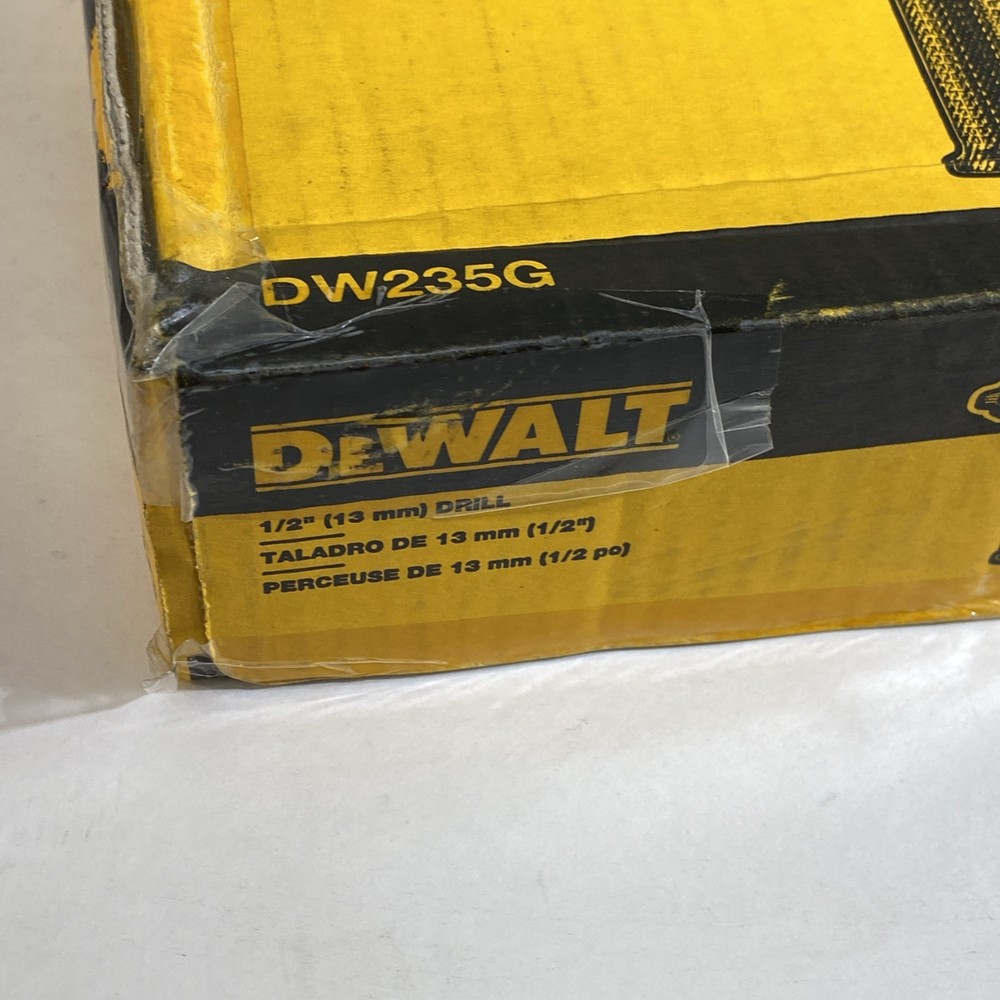 DW235G
DEWALT®
1/2" (13 mm) DRILL
TALADRO DE 13 mm (1/2")
PERCEUSE DE 13 mm (1/2 po)